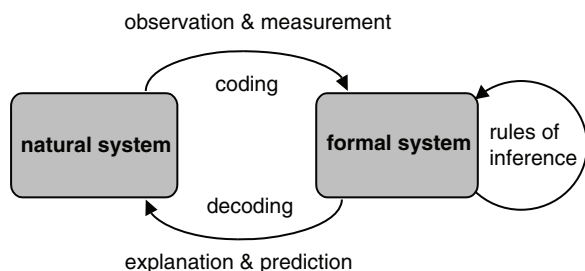 observation & measurement
coding
natural system
formal system
rules of
inference
decoding
explanation & prediction